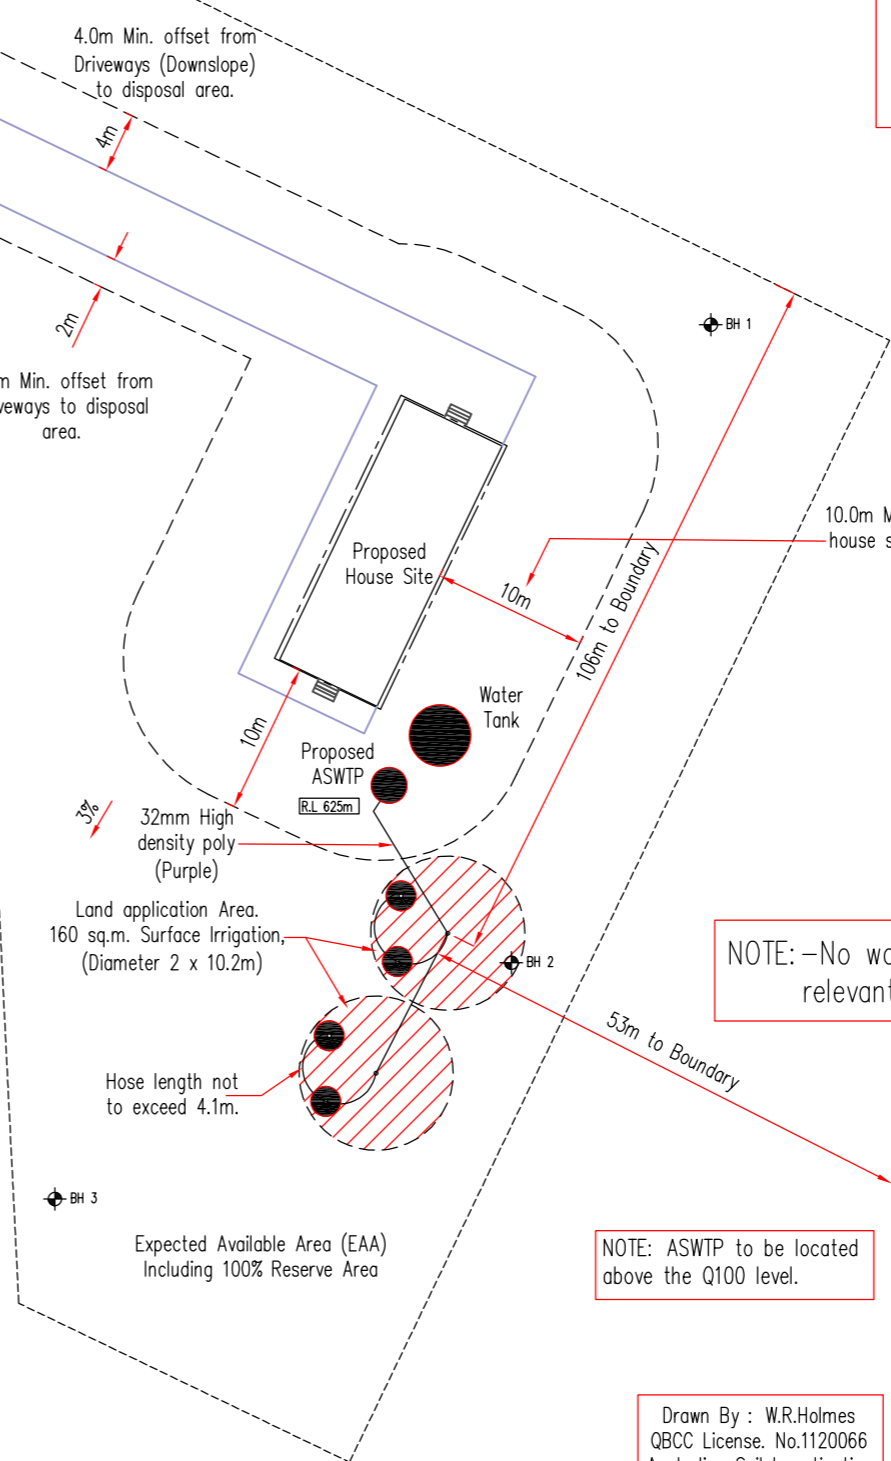 4.0m Min. offset from
Driveways (Downslope)
to disposal area.
4m
2m
Min. offset from
to disposal
area.
BH 1
10.0m
house
Proposed
House Site
10m
106m to Boundary
Water
Tank
10m
Proposed
ASWTP
R.L 625m
3%
32mm High
density poly
(Purple)
Land application Area.
160 sq.m. Surface Irrigation,
(Diameter 2 x 10.2m)
BH 2
NOTE:-No
relevant
53m to Boundary
Hose length not
to exceed 4.1m.
BH 3
Expected Available Area (EAA)
Including 100% Reserve Area
NOTE: ASWTP to be located
above the Q100 level.
Drawn By : W.R.Holmes
QBCC License. No.1120066